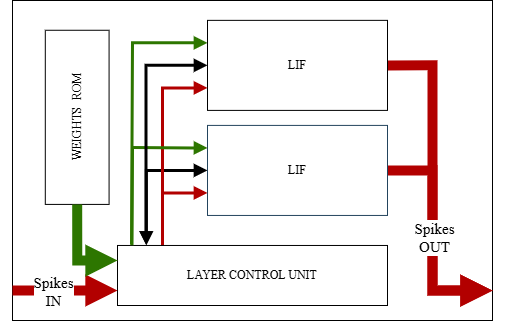 WEIGHTS ROM
LIF
LIF
Spikes
OUT
LAYER CONTROL UNIT
Spikes
IN